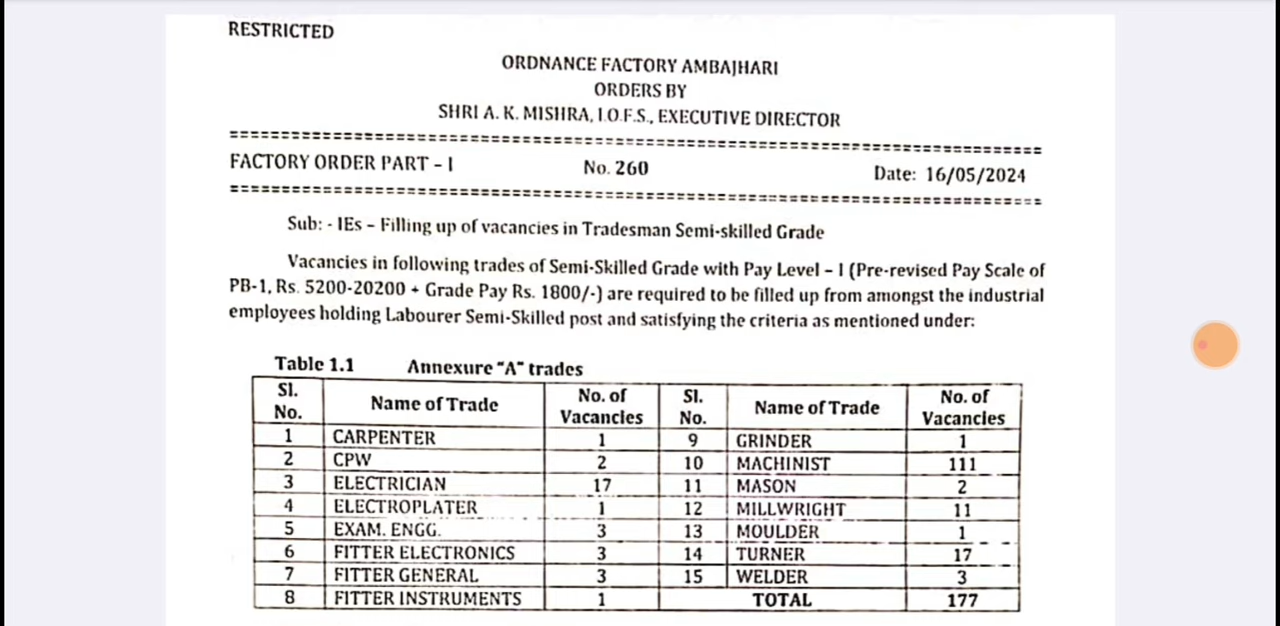 RESTRICTED
ORDNANCE FACTORY AMBAJHARI
ORDERS BY
SHRI A. K. MISHRA, I.O.F.S., EXECUTIVE DIRECTOR
FACTORY ORDER PART - I No. 260 Date: 16/05/2024
Sub: - IEs – Filling up of vacancies in Tradesman Semi-skilled Grade
Vacancies in following trades of Semi-Skilled Grade with Pay Level – I (Pre-revised Pay Scale of
PB-1, Rs. 5200-20200 + Grade Pay Rs. 1800/-) are required to be filled up from amongst the industrial
employees holding Labourer Semi-Skilled post and satisfying the criteria as mentioned under:
Table 1.1 Annexure "A" trades
Sl. No. Name of Trade No. of Vacancies Sl. No. Name of Trade No. of Vacancies
1 CARPENTER 1 9 GRINDER 1
2 CPW 2 10 MACHINIST 111
3 ELECTRICIAN 17 11 MASON 2
4 ELECTROPLATER 1 12 MILLWRIGHT 11
5 EXAM. ENGG. 3 13 MOULDER 1
6 FITTER ELECTRONICS 3 14 TURNER 17
7 FITTER GENERAL 3 15 WELDER 3
8 FITTER INSTRUMENTS 1 TOTAL 177